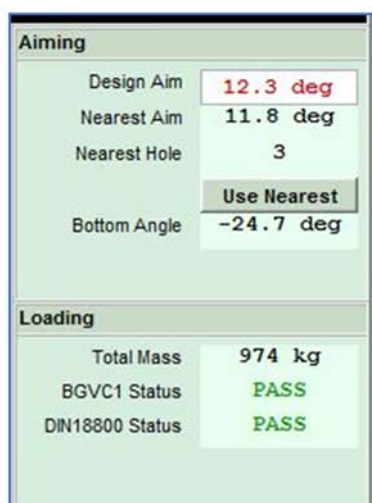 Aiming
Design Aim 12.3 deg
Nearest Aim 11.8 deg
Nearest Hole 3
Use Nearest
Bottom Angle -24.7 deg
Loading
Total Mass 974 kg
BGVC1 Status PASS
DIN18800 Status PASS